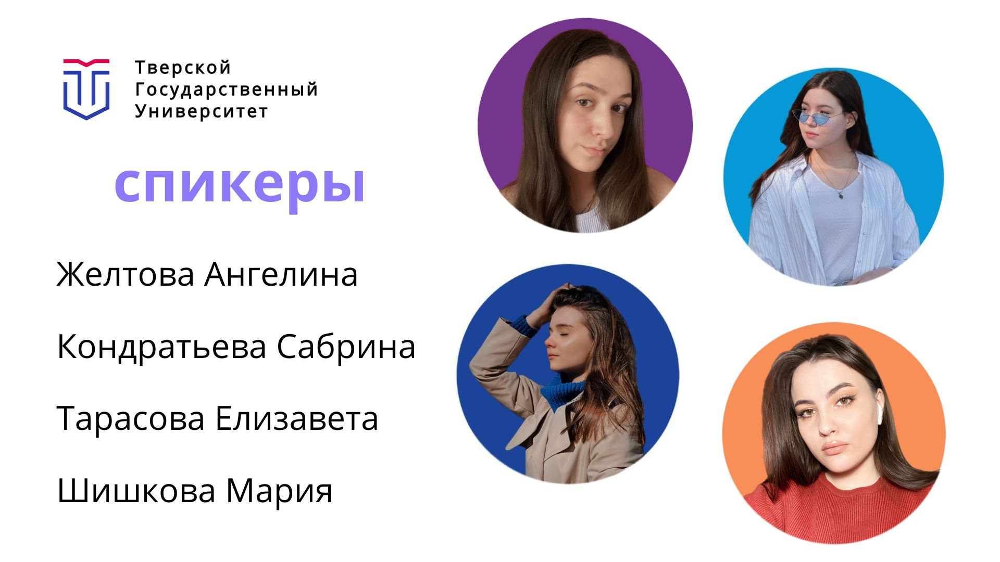 Тверской
Государственный
Университет
спикеры
Желтова Ангелина
Кондратьева Сабрина
Тарасова Елизавета
Шишкова Мария